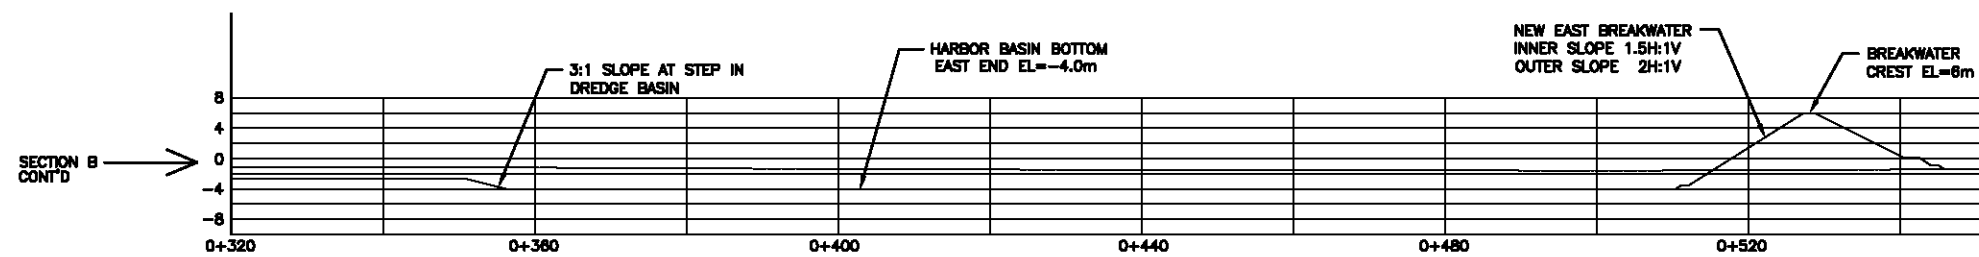 NEW EAST BREAKWATER
INNER SLOPE 1.5H:1V
OUTER SLOPE 2H:1V
HARBOR BASIN BOTTOM
EAST END EL=-4.0m
BREAKWATER
CREST EL=6m
3:1 SLOPE AT STEP IN
DREDGE BASIN
8
4
0
-4
-8
SECTION B
CONT'D
0+320
0+360
0+400
0+440
0+480
0+520